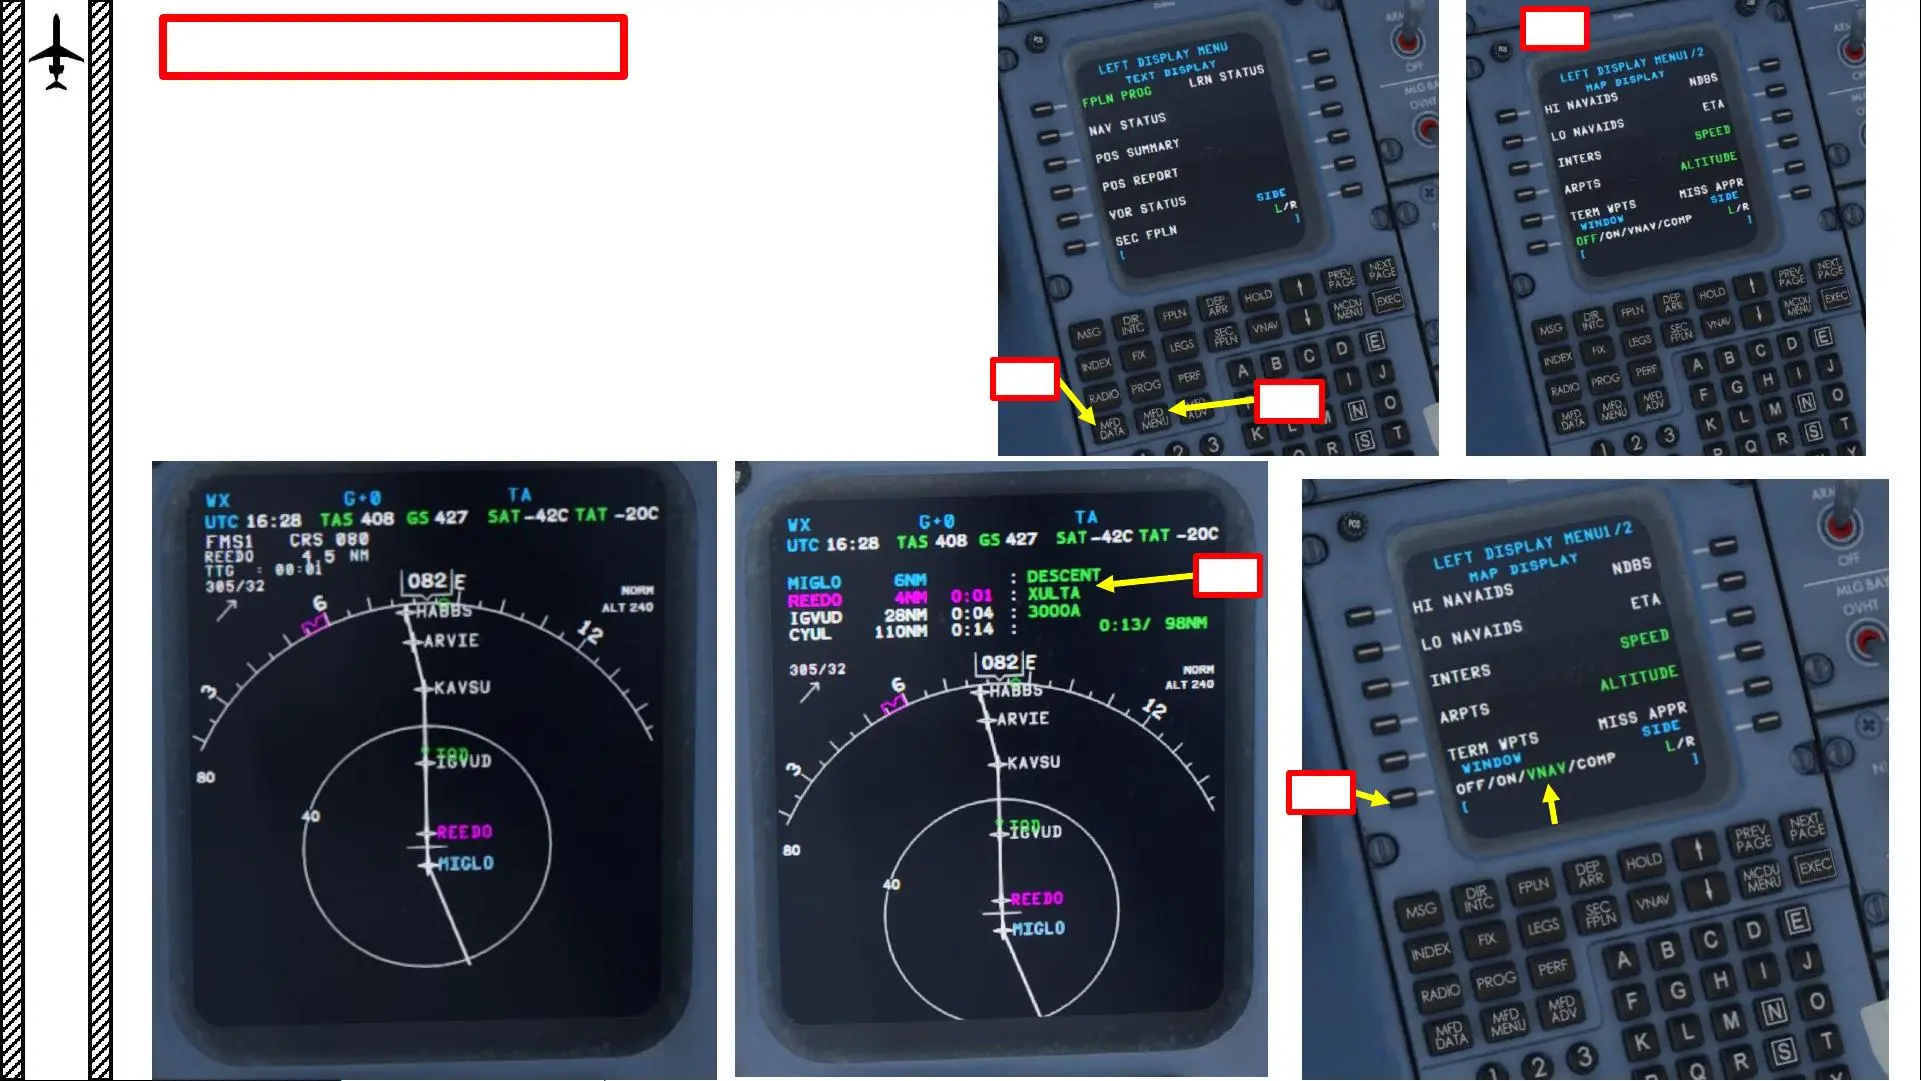 LEFT DISPLAY MENU
TEXT DISPLAY
FPLN PROG LRN STATUS
NAV STATUS
POS SUMMARY
POS REPORT
VOR STATUS SIDE
L/R
SEC FPLN
[ ]
MSG DIR INTC FPLN DEP ARR HOLD ↑ PREV PAGE NEXT PAGE
INDEX FIX LEGS SEC FPLN VNAV ↓ MCDU MENU EXEC
RADIO PROG PERF A B C D E
MFD DATA MFD MENU I J
K L N O
2 3 R S T
POS
OFF
MLG BAY
OVHT
LEFT DISPLAY MENU1/2
MAP DISPLAY
HI NAVAIDS NDBS
LO NAVAIDS ETA
INTERS SPEED
ARPTS ALTITUDE
TERM WPTS MISS APPR
WINDOW SIDE
OFF/ON/VNAV/COMP L/R
[ ]
MSG DIR INTC FPLN DEP ARR HOLD ↑ PREV PAGE NEXT PAGE
INDEX FIX LEGS SEC FPLN VNAV ↓ MCDU MENU EXEC
RADIO PROG PERF A B C D E
MFD DATA MFD MENU MFD ADV F G H I J
K L M N O
1 2 3 P Q R S T
POS
OFF
WX G+0 TA
UTC 16:28 TAS 408 GS 427 SAT -42C TAT -20C
FMS1 CRS 080
REEDO 4.5 NM
TTG : 00:01
305/32
082 E
NORM
ALT 240
3 6 12
HABBS
ARVIE
KAVSU
TOD
IGVUD
80
40
REEDO
MIGLO
WX G+0 TA
UTC 16:28 TAS 408 GS 427 SAT -42C TAT -20C
MIGLO 6NM : DESCENT
REEDO 4NM 0:01 : XULTA
IGVUD 28NM 0:04 : 3000A
CYUL 110NM 0:14 : 0:13/ 98NM
305/32
082 E
NORM
ALT 240
3 6 12
HABBS
ARVIE
KAVSU
TOD
IGVUD
80
40
REEDO
MIGLO
LEFT DISPLAY MENU1/2
MAP DISPLAY
HI NAVAIDS NDBS
LO NAVAIDS ETA
INTERS SPEED
ARPTS ALTITUDE
TERM WPTS MISS APPR
WINDOW SIDE
OFF/ON/VNAV/COMP L/R
[ ]
MSG DIR INTC FPLN DEP ARR HOLD ↑ PREV PAGE NEXT PAGE
INDEX FIX LEGS SEC FPLN VNAV ↓ MCDU MENU EXEC
RADIO PROG PERF A B C D E
MFD DATA MFD MENU MFD ADV F G H I J
K L M N O
1 2 3 Q R S T
POS
OFF
MLG BAY
OVHT